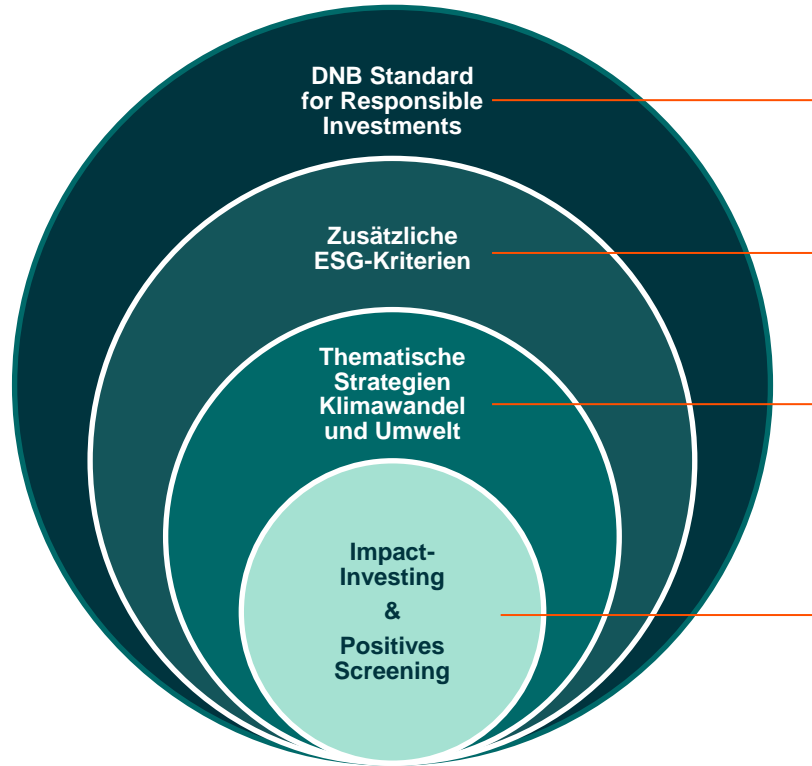 DNB Standard
for Responsible
Investments
Zusätzliche
ESG-Kriterien
Thematische
Strategien
Klimawandel
und Umwelt
Impact-
Investing
&
Positives
Screening